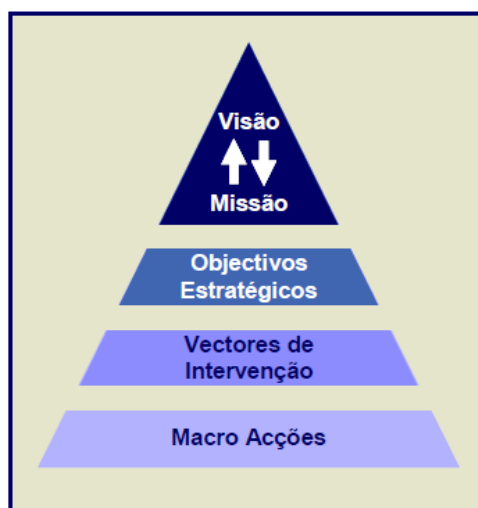 Visão
Missão
Objectivos
Estratégicos
Vectores de
Intervenção
Macro Acções